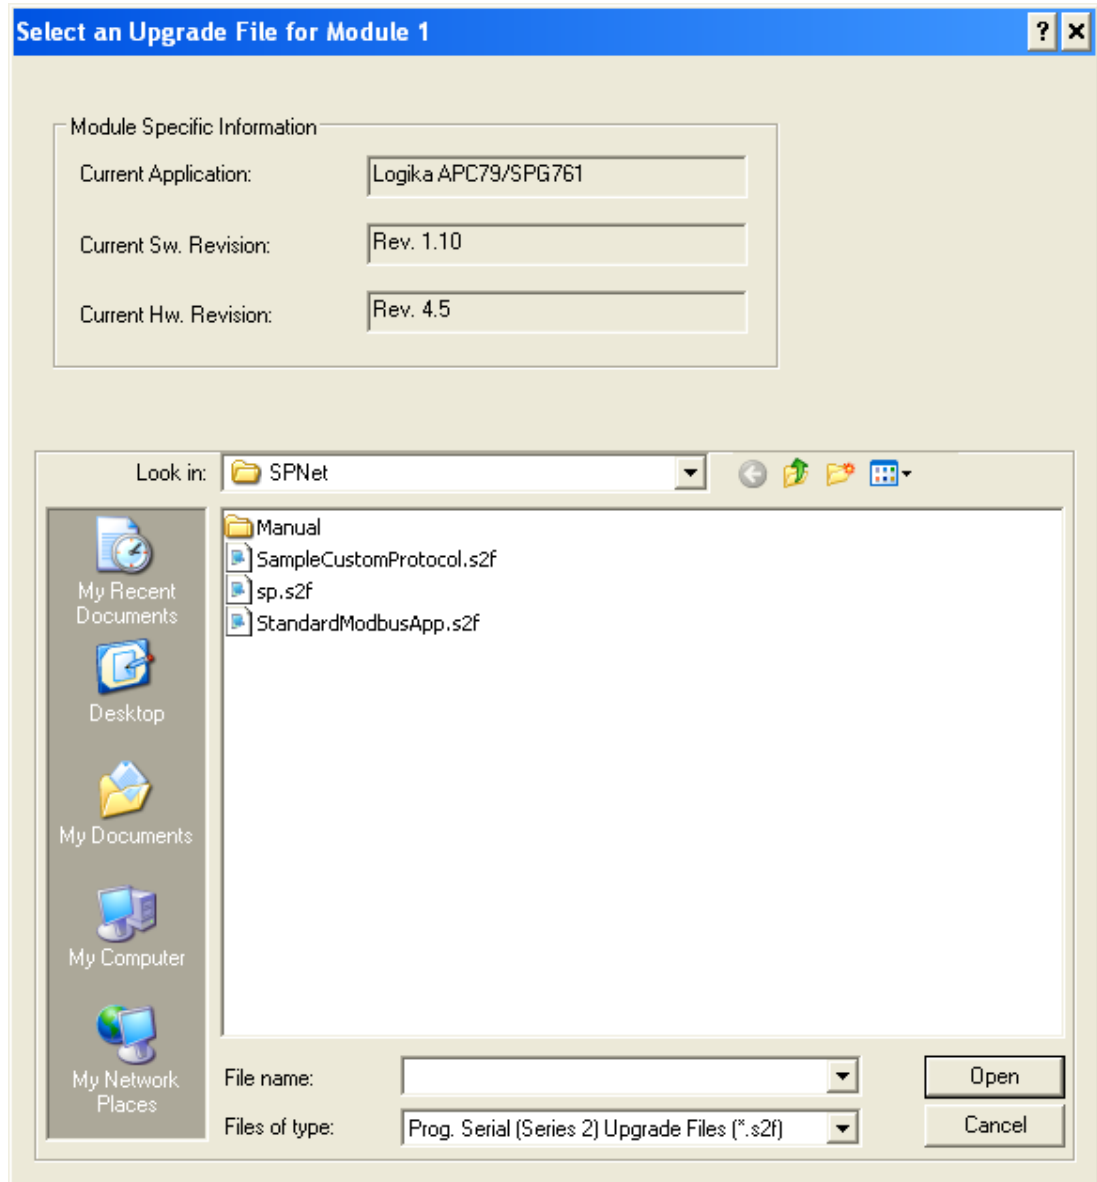 Select an Upgrade File for Module 1
Module Specific Information
Current Application: Logika APC79/SPG761
Current Sw. Revision: Rev. 1.10
Current Hw. Revision: Rev. 4.5
Look in: SPNet
My Recent
Documents
Desktop
My Documents
My Computer
My Network
Places
Manual
SampleCustomProtocol.s2f
sp.s2f
StandardModbusApp.s2f
File name:
Open
Files of type: Prog. Serial (Series 2) Upgrade Files (*.s2f)
Cancel